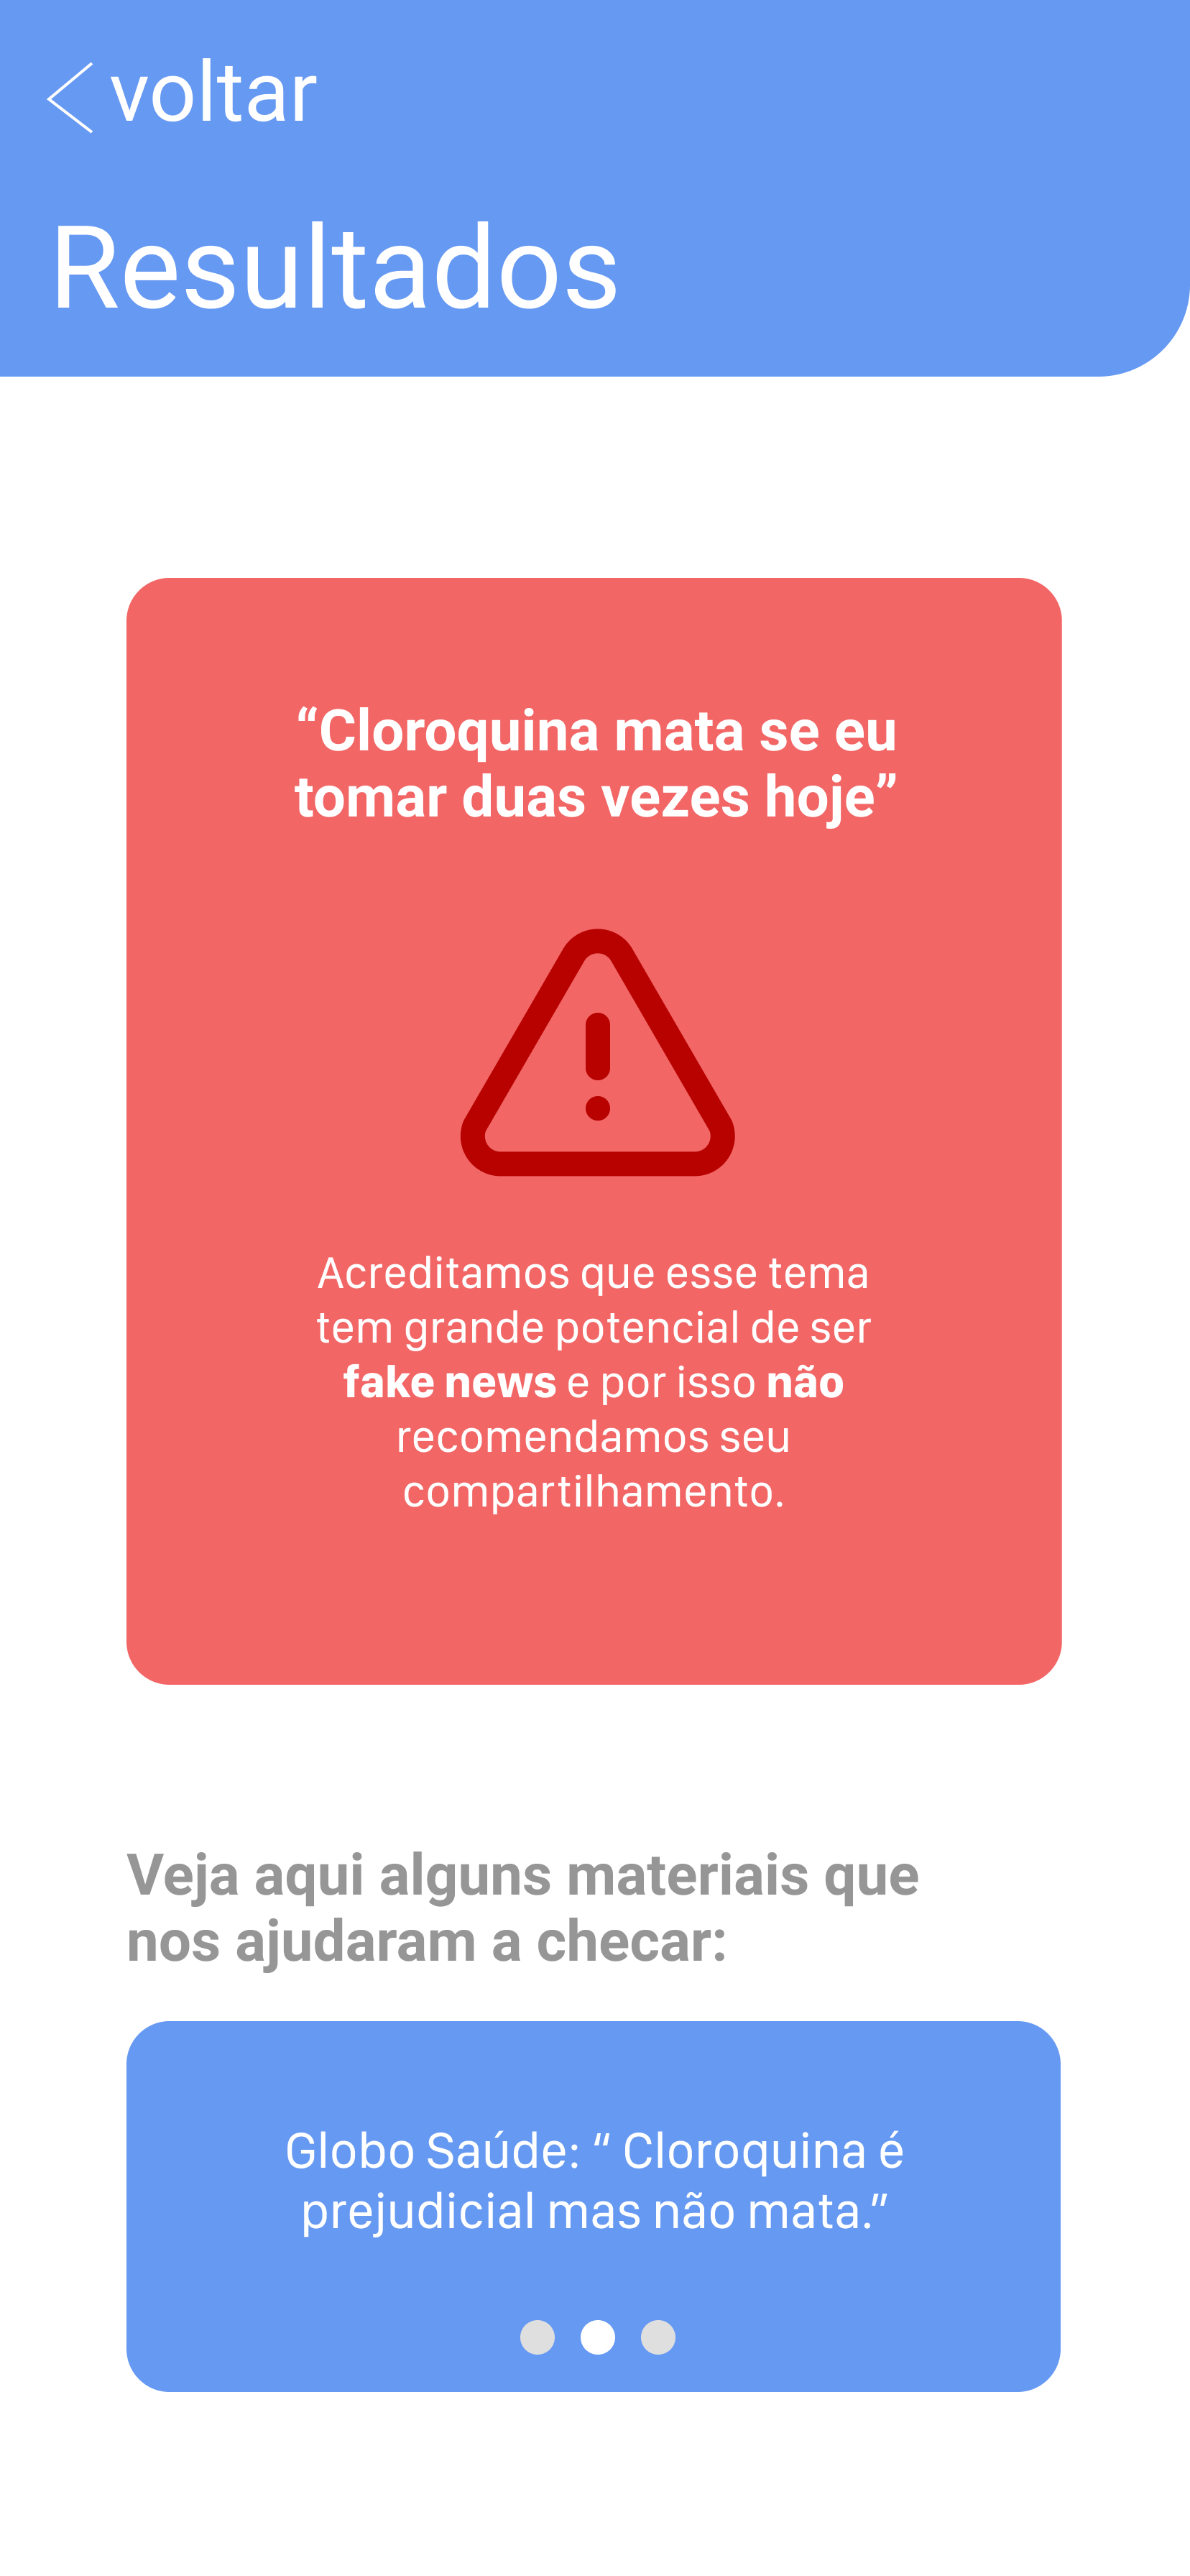 voltar
Resultados
“Cloroquina mata se eu
tomar duas vezes hoje”
Acreditamos que esse tema
tem grande potencial de ser
fake news e por isso não
recomendamos seu
compartilhamento.
Veja aqui alguns materiais que
nos ajudaram a checar:
Globo Saúde: “ Cloroquina é
prejudicial mas não mata.”